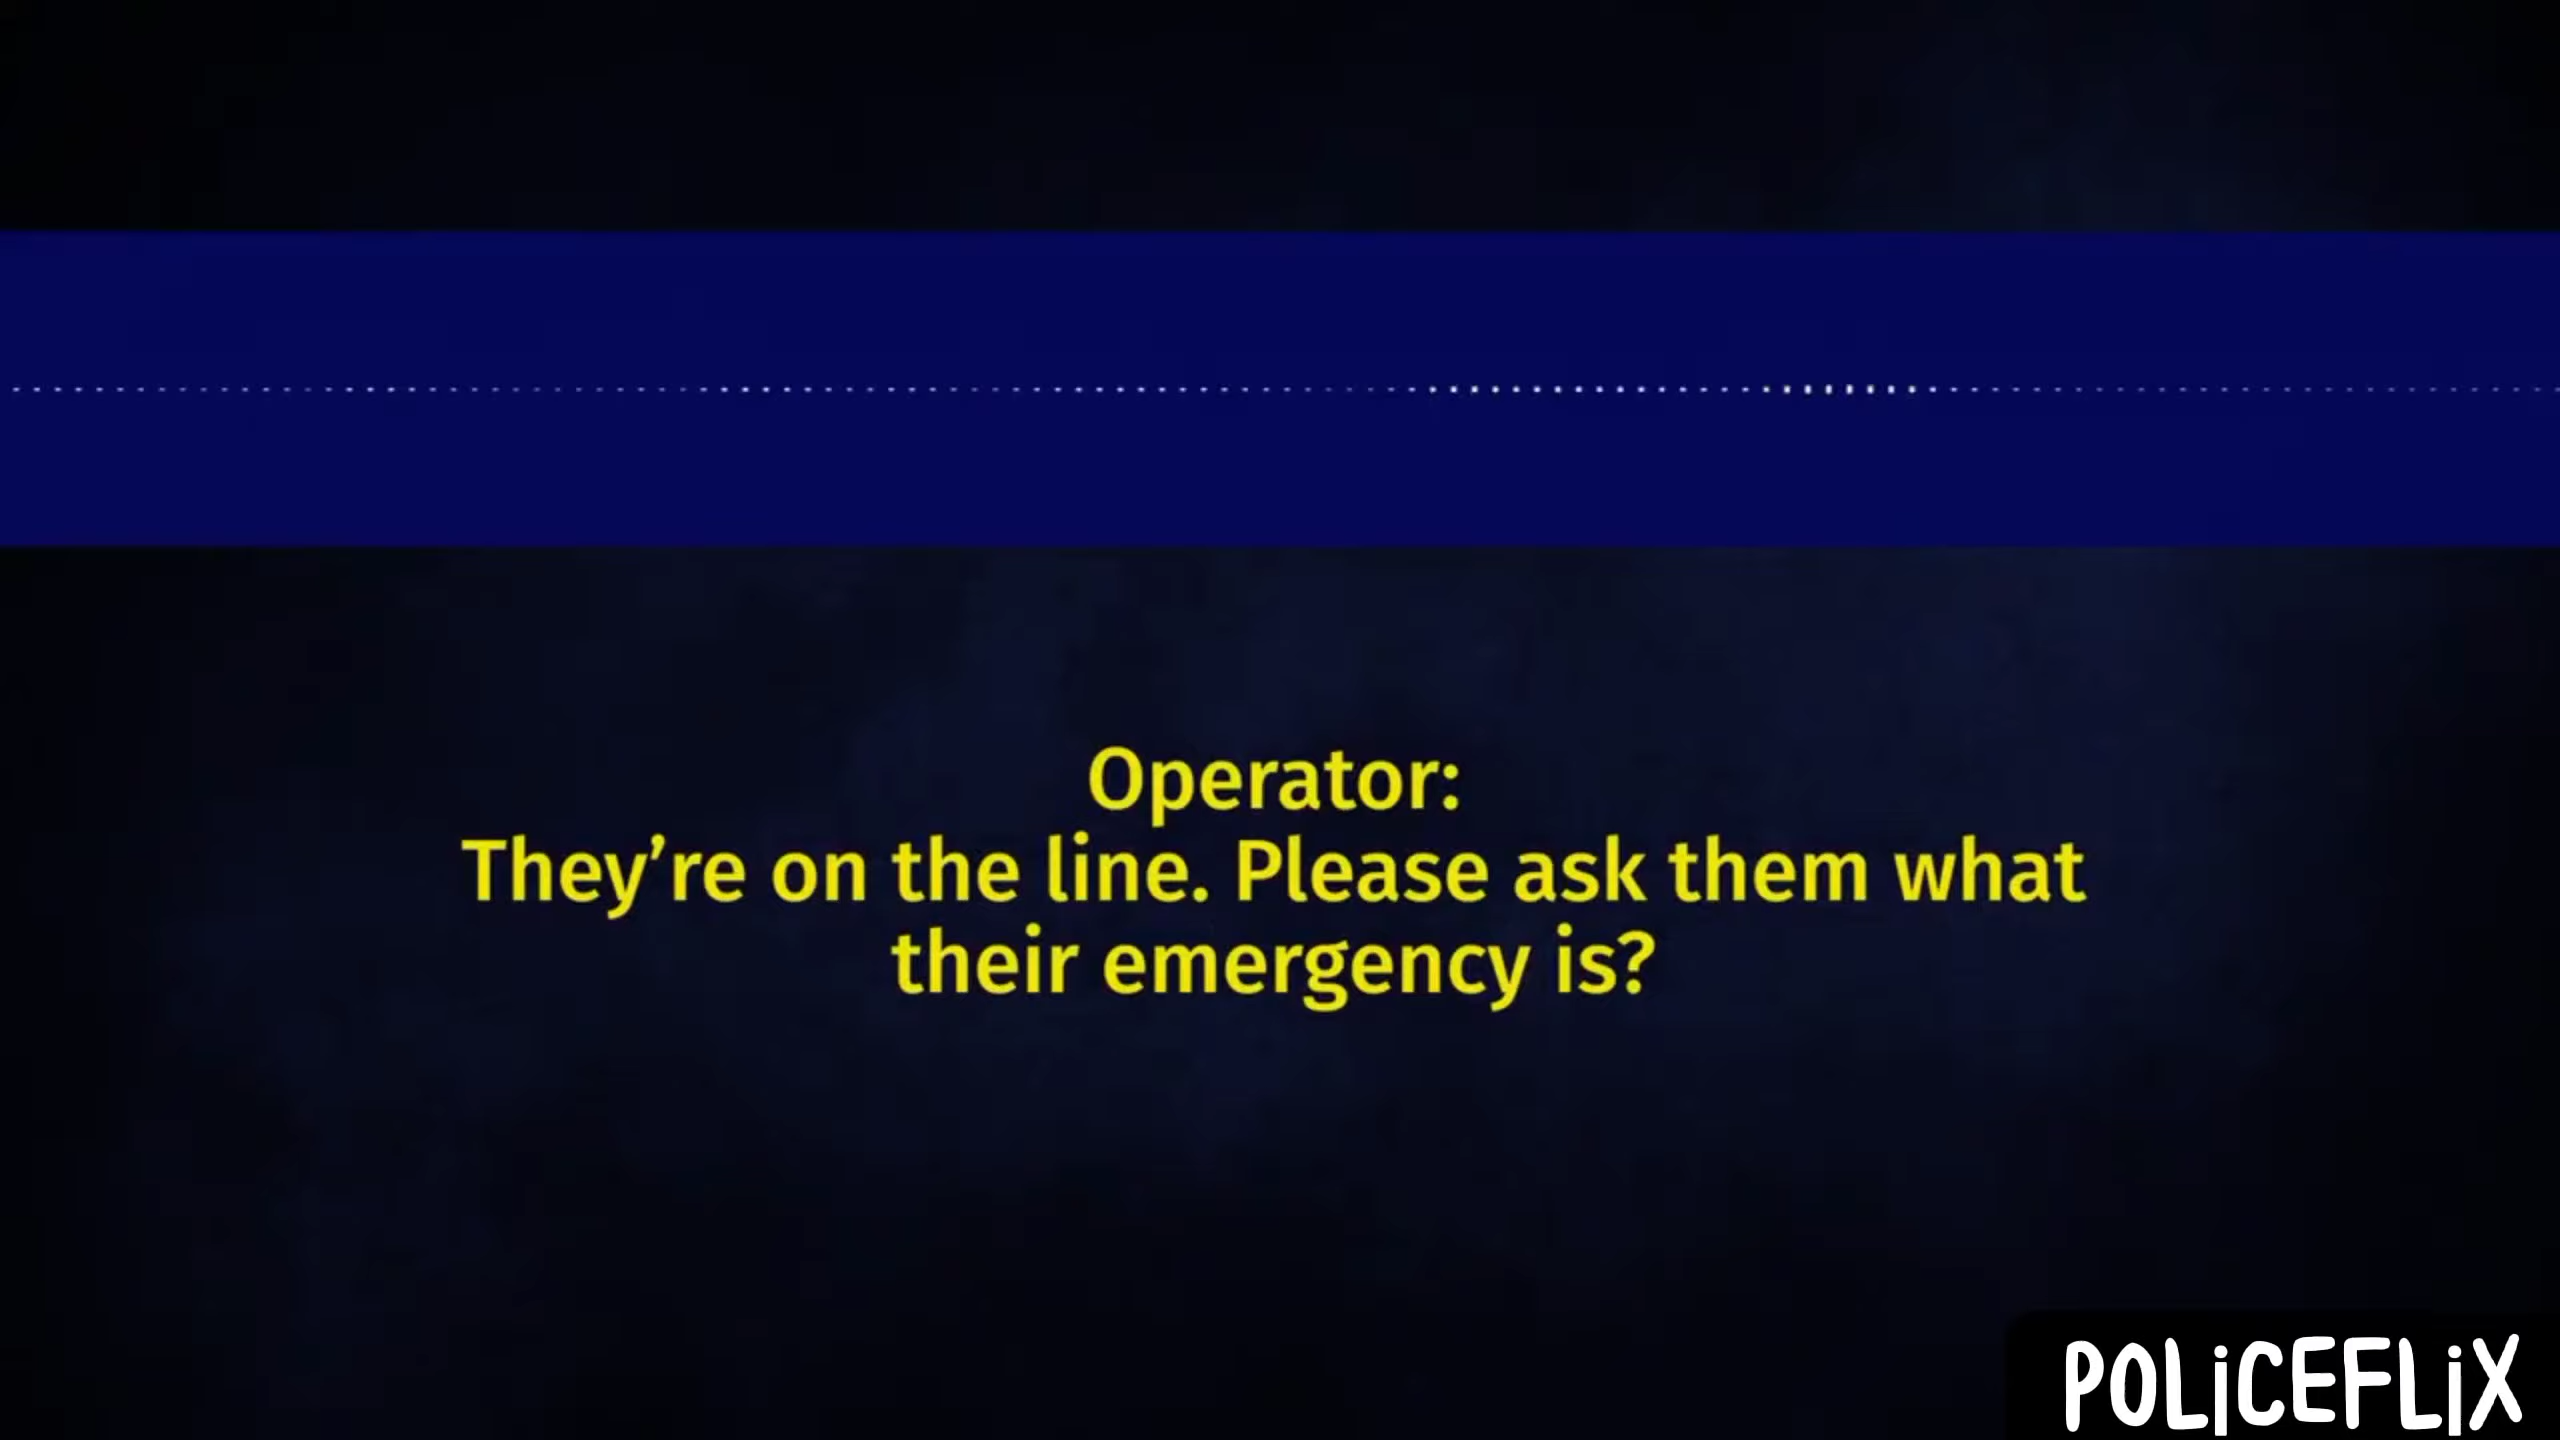 Operator:
They’re on the line. Please ask them what
their emergency is?
POLiCEFLiX